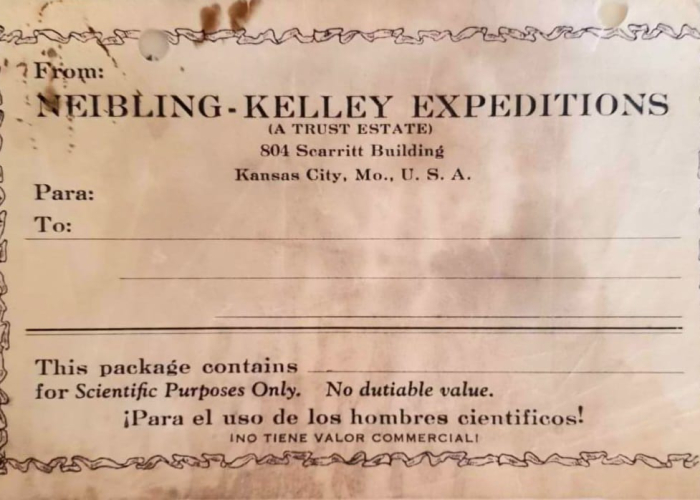 From:
NEIBLING-KELLEY EXPEDITIONS
(A TRUST ESTATE)
804 Scarritt Building
Kansas City, Mo., U. S. A.
Para:
To:
This package contains
for Scientific Purposes Only. No dutiable value.
¡Para el uso de los hombres cientificos!
¡NO TIENE VALOR COMMERCIAL!